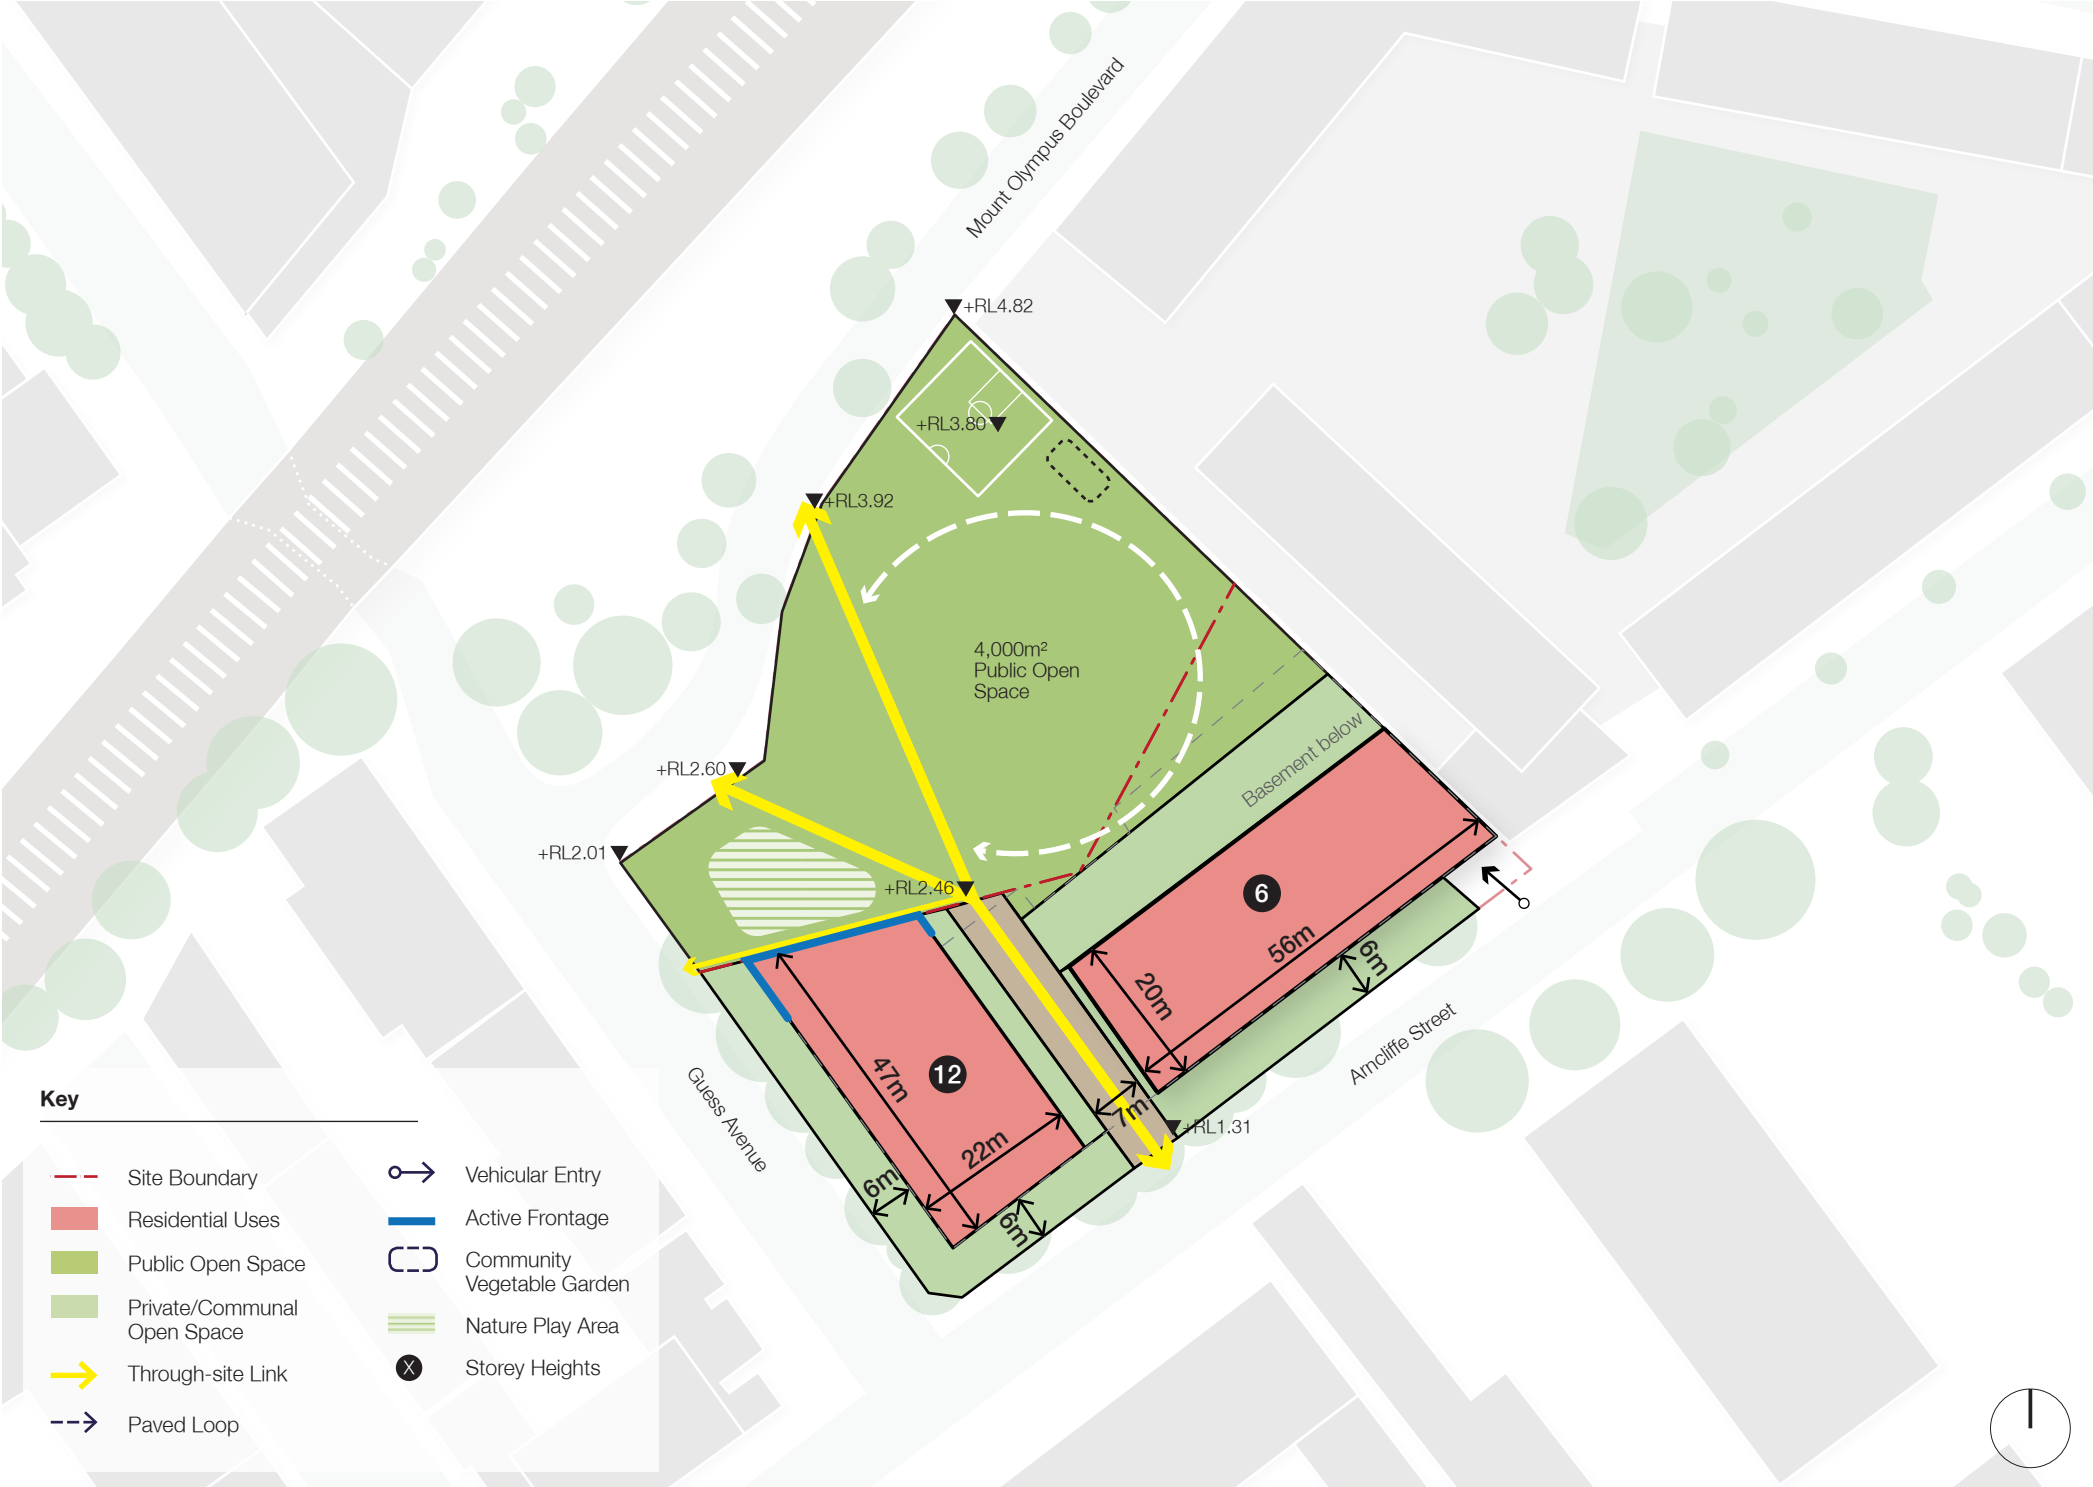 Mount Olympus Boulevard
+RL4.82
+RL3.80
+RL3.92
4,000m²
Public Open
Space
+RL2.60
+RL2.01
+RL2.46
Basement below
6
56m
20m
6m
Arncliffe Street
12
47m
22m
7m
+RL1.31
6m
6m
Guess Avenue
Key
Site Boundary
Residential Uses
Public Open Space
Private/Communal
Open Space
Through-site Link
Paved Loop
Vehicular Entry
Active Frontage
Community
Vegetable Garden
Nature Play Area
X
Storey Heights